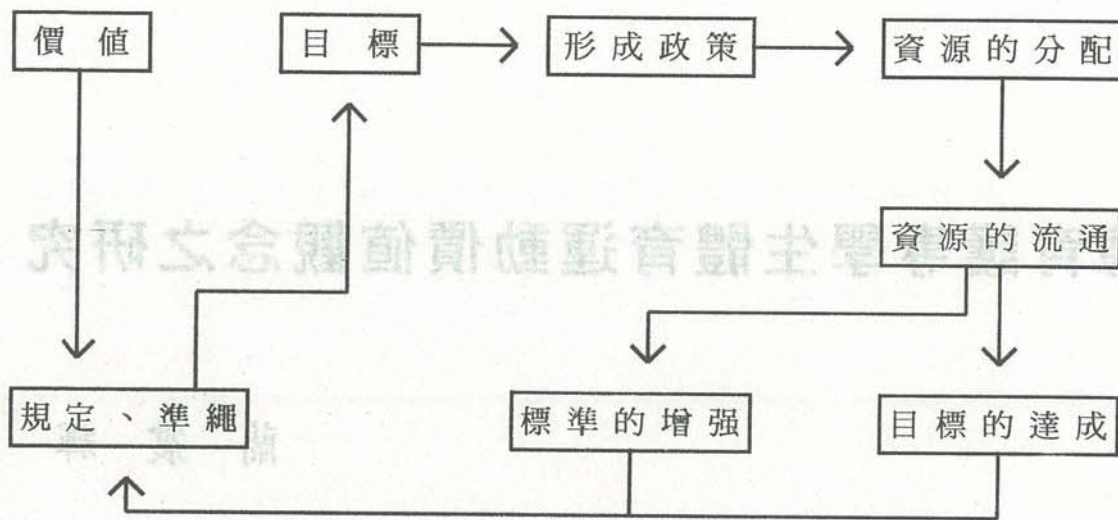 價值
目標
形成政策
資源的分配
資源的流通
規定、準繩
標準的增强
目標的達成